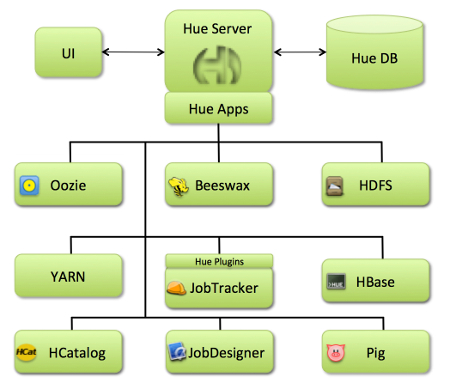 Hue Server
UI
Hue DB
Hue Apps
Oozie
Beeswax
HDFS
Hue Plugins
YARN
JobTracker
HUE
HBase
HCat
HCatalog
JobDesigner
Pig